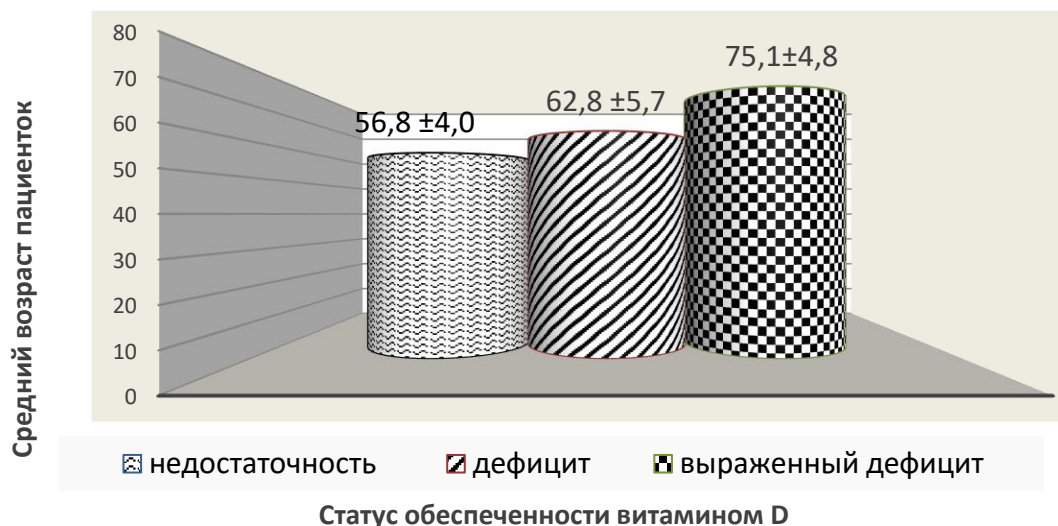 Средний возраст пациенток
80
70
60
50
40
30
20
10
0
56,8 ±4,0
62,8 ±5,7
75,1±4,8
недостаточность
дефицит
выраженный дефицит
Статус обеспеченности витамином D